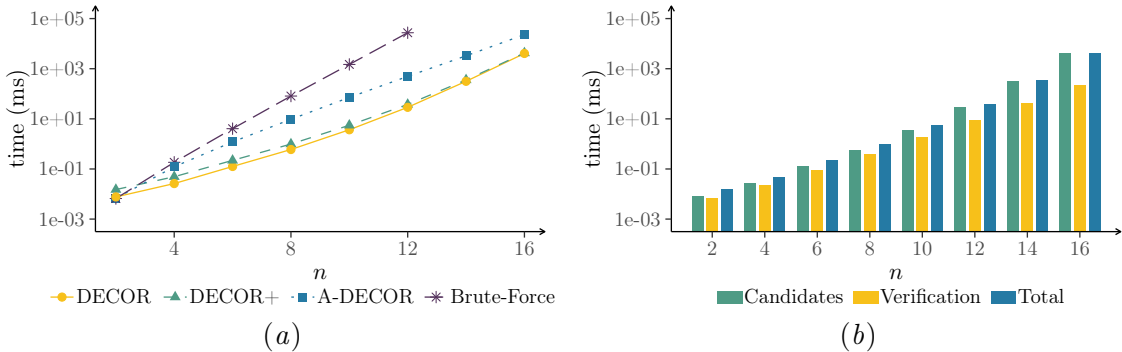 1e+05
1e+03
1e+01
1e-01
1e-03
time (ms)
4 8 12 16
n
DECOR DECOR+ A-DECOR Brute-Force
(a)
1e+05
1e+03
1e+01
1e-01
1e-03
time (ms)
2 4 6 8 10 12 14 16
n
Candidates Verification Total
(b)